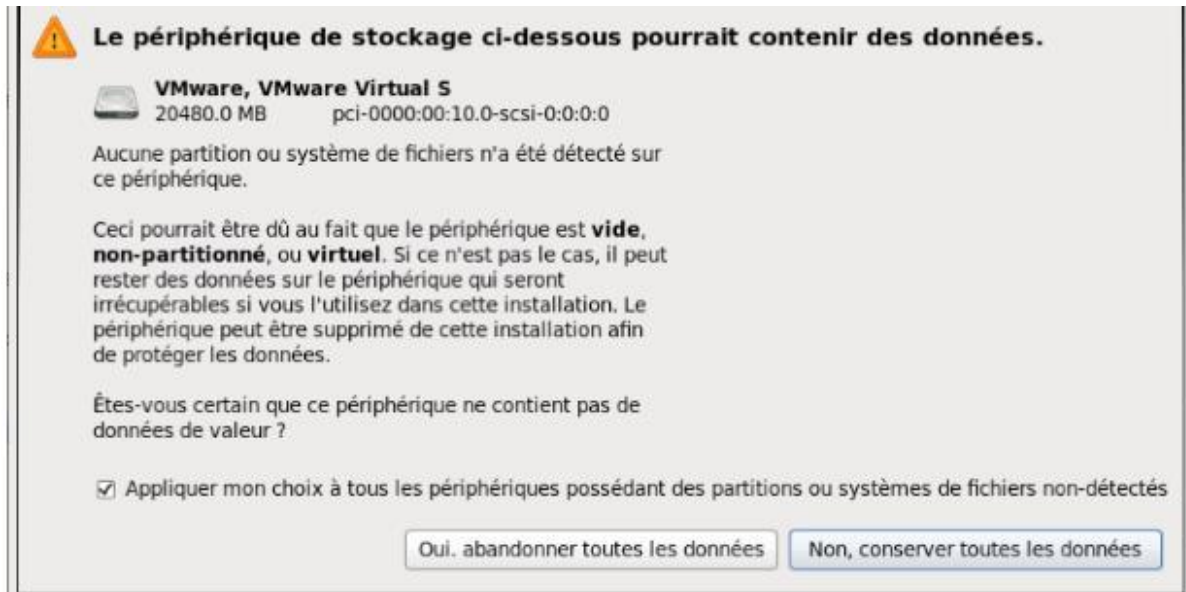 Le périphérique de stockage ci-dessous pourrait contenir des données.
VMware, VMware Virtual S
20480.0 MB pci-0000:00:10.0-scsi-0:0:0:0
Aucune partition ou système de fichiers n'a été détecté sur
ce périphérique.
Ceci pourrait être dû au fait que le périphérique est vide,
non-partitionné, ou virtuel. Si ce n'est pas le cas, il peut
rester des données sur le périphérique qui seront
irrécupérables si vous l'utilisez dans cette installation. Le
périphérique peut être supprimé de cette installation afin
de protéger les données.
Êtes-vous certain que ce périphérique ne contient pas de
données de valeur ?
Appliquer mon choix à tous les périphériques possédant des partitions ou systèmes de fichiers non-détectés
Oui. abandonner toutes les données Non, conserver toutes les données